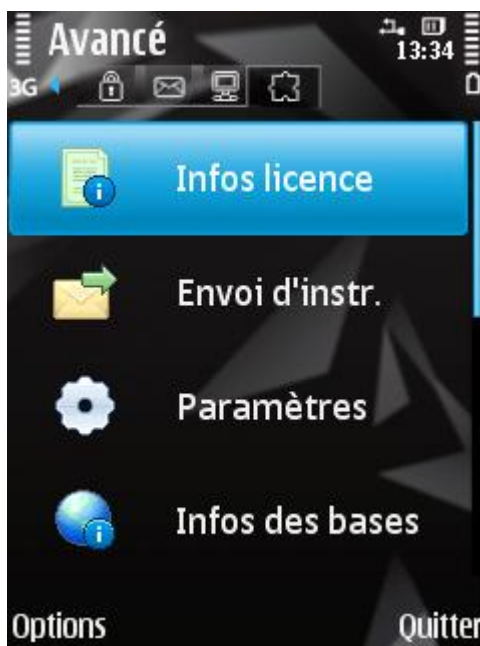 Avancé
13:34
3G
Infos licence
Envoi d'instr.
Paramètres
Infos des bases
Options
Quitter